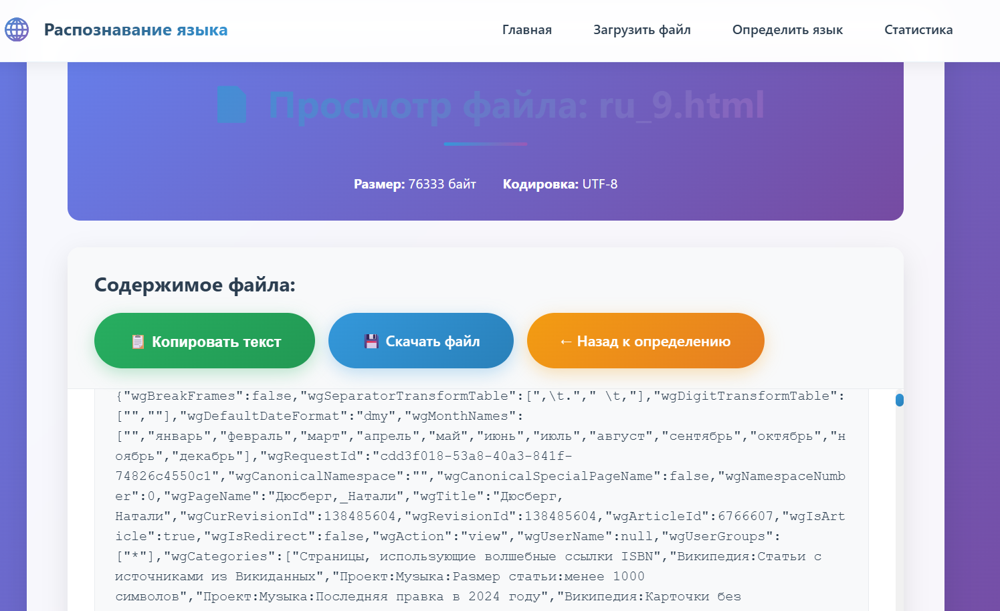 Распознавание языка
Главная
Загрузить файл
Определить язык
Статистика
Просмотр файла: ru_9.html
Размер: 76333 байт
Кодировка: UTF-8
Содержимое файла:
Копировать текст
Скачать файл
← Назад к определению
{"wgBreakFrames":false,"wgSeparatorTransformTable":[",\t."," \t,"],"wgDigitTransformTable":
["",""],"wgDefaultDateFormat":"dmy","wgMonthNames":
["","январь","февраль","март","апрель","май","июнь","июль","август","сентябрь","октябрь","н
оябрь","декабрь"],"wgRequestId":"cdd3f018-53a8-40a3-841f-
74826c4550c1","wgCanonicalNamespace":"","wgCanonicalSpecialPageName":false,"wgNamespaceNumb
er":0,"wgPageName":"Дюсберг,_Натали","wgTitle":"Дюсберг,
Натали","wgCurRevisionId":138485604,"wgRevisionId":138485604,"wgArticleId":6766607,"wgIsArt
icle":true,"wgIsRedirect":false,"wgAction":"view","wgUserName":null,"wgUserGroups":
["*"],"wgCategories":["Страницы, использующие волшебные ссылки ISBN","Википедия:Статьи с
источниками из Викиданных","Проект:Музыка:Размер статьи:менее 1000
символов","Проект:Музыка:Последняя правка в 2024 году","Википедия:Карточки без